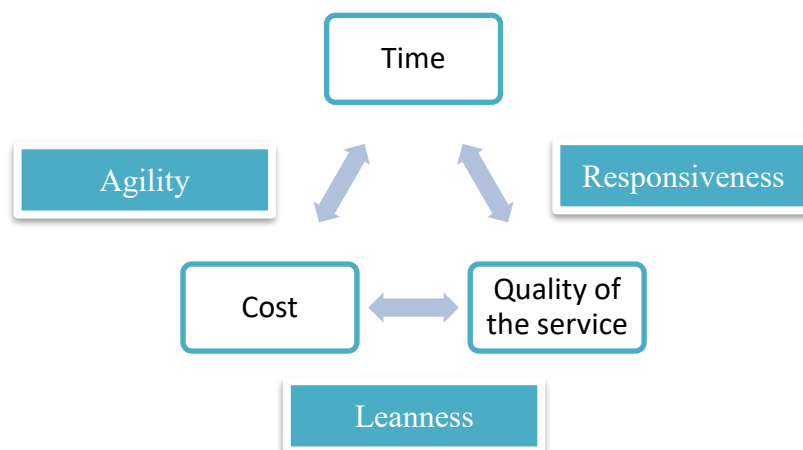 Time
Agility
Responsiveness
Cost
Quality of
the service
Leanness